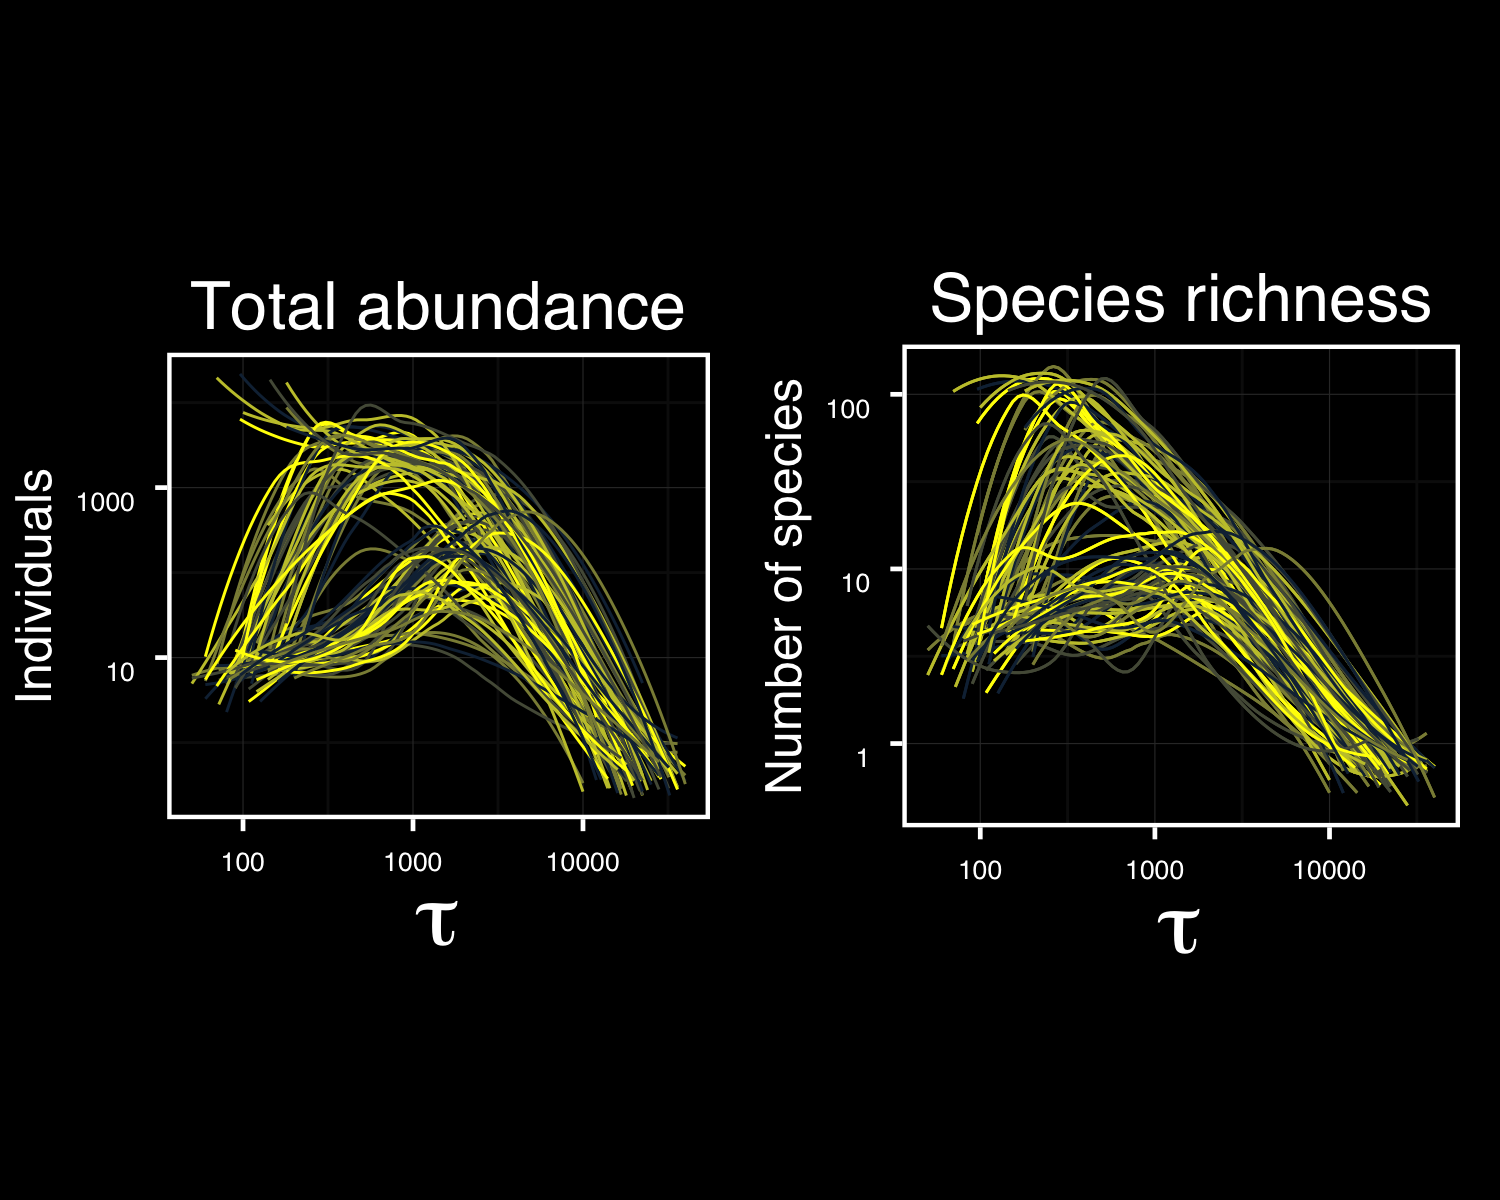 Total abundance
Individuals
1000
10
100 1000 10000
τ
Species richness
Number of species
100
10
1
100 1000 10000
τ